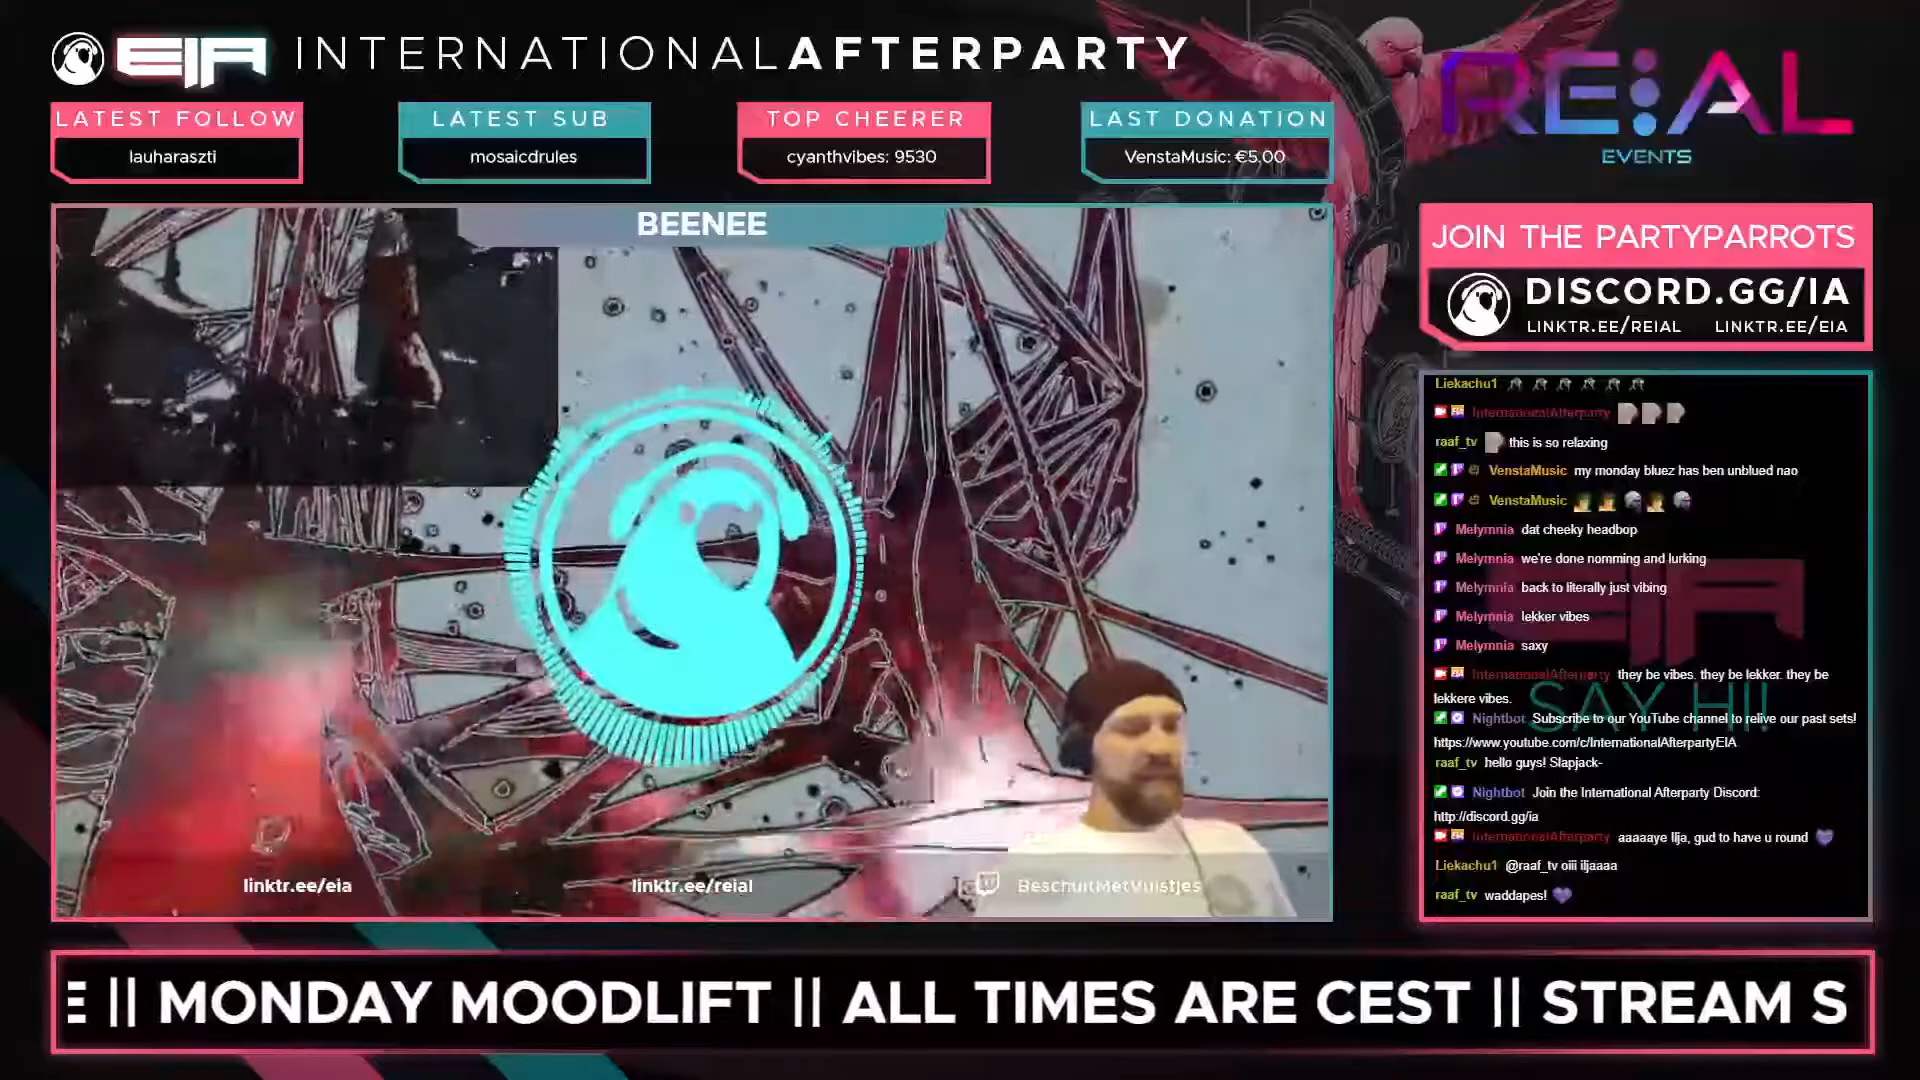 EIA INTERNATIONALAFTERPARTY
RE:AL
EVENTS
LATEST FOLLOW
lauharaszti
LATEST SUB
mosaicdrules
TOP CHEERER
cyanthvibes: 9530
LAST DONATION
VenstaMusic: €5.00
BEENEE
JOIN THE PARTYPARROTS
DISCORD.GG/IA
LINKTR.EE/REIAL LINKTR.EE/EIA
Liekachu1
InternationalAfterparty
raaf_tv this is so relaxing
VenstaMusic my monday bluez has ben unblued nao
VenstaMusic
Melymnia dat cheeky headbop
Melymnia we're done nomming and lurking
Melymnia back to literally just vibing
Melymnia lekker vibes
Melymnia saxy
InternationalAfterparty they be vibes. they be lekker. they be
lekkere vibes.
Nightbot Subscribe to our YouTube channel to relive our past sets!
https://www.youtube.com/c/InternationalAfterpartyEIA
raaf_tv hello guys! Slapjack-
Nightbot Join the International Afterparty Discord:
http://discord.gg/ia
InternationalAfterparty aaaaaye Ilja, gud to have u round
Liekachu1 @raaf_tv oiii iljaaaa
raaf_tv waddapes!
EIA
SAY HI!
linktr.ee/eia
linktr.ee/reial
BeschuitMetVuistjes
E || MONDAY MOODLIFT || ALL TIMES ARE CEST || STREAM S